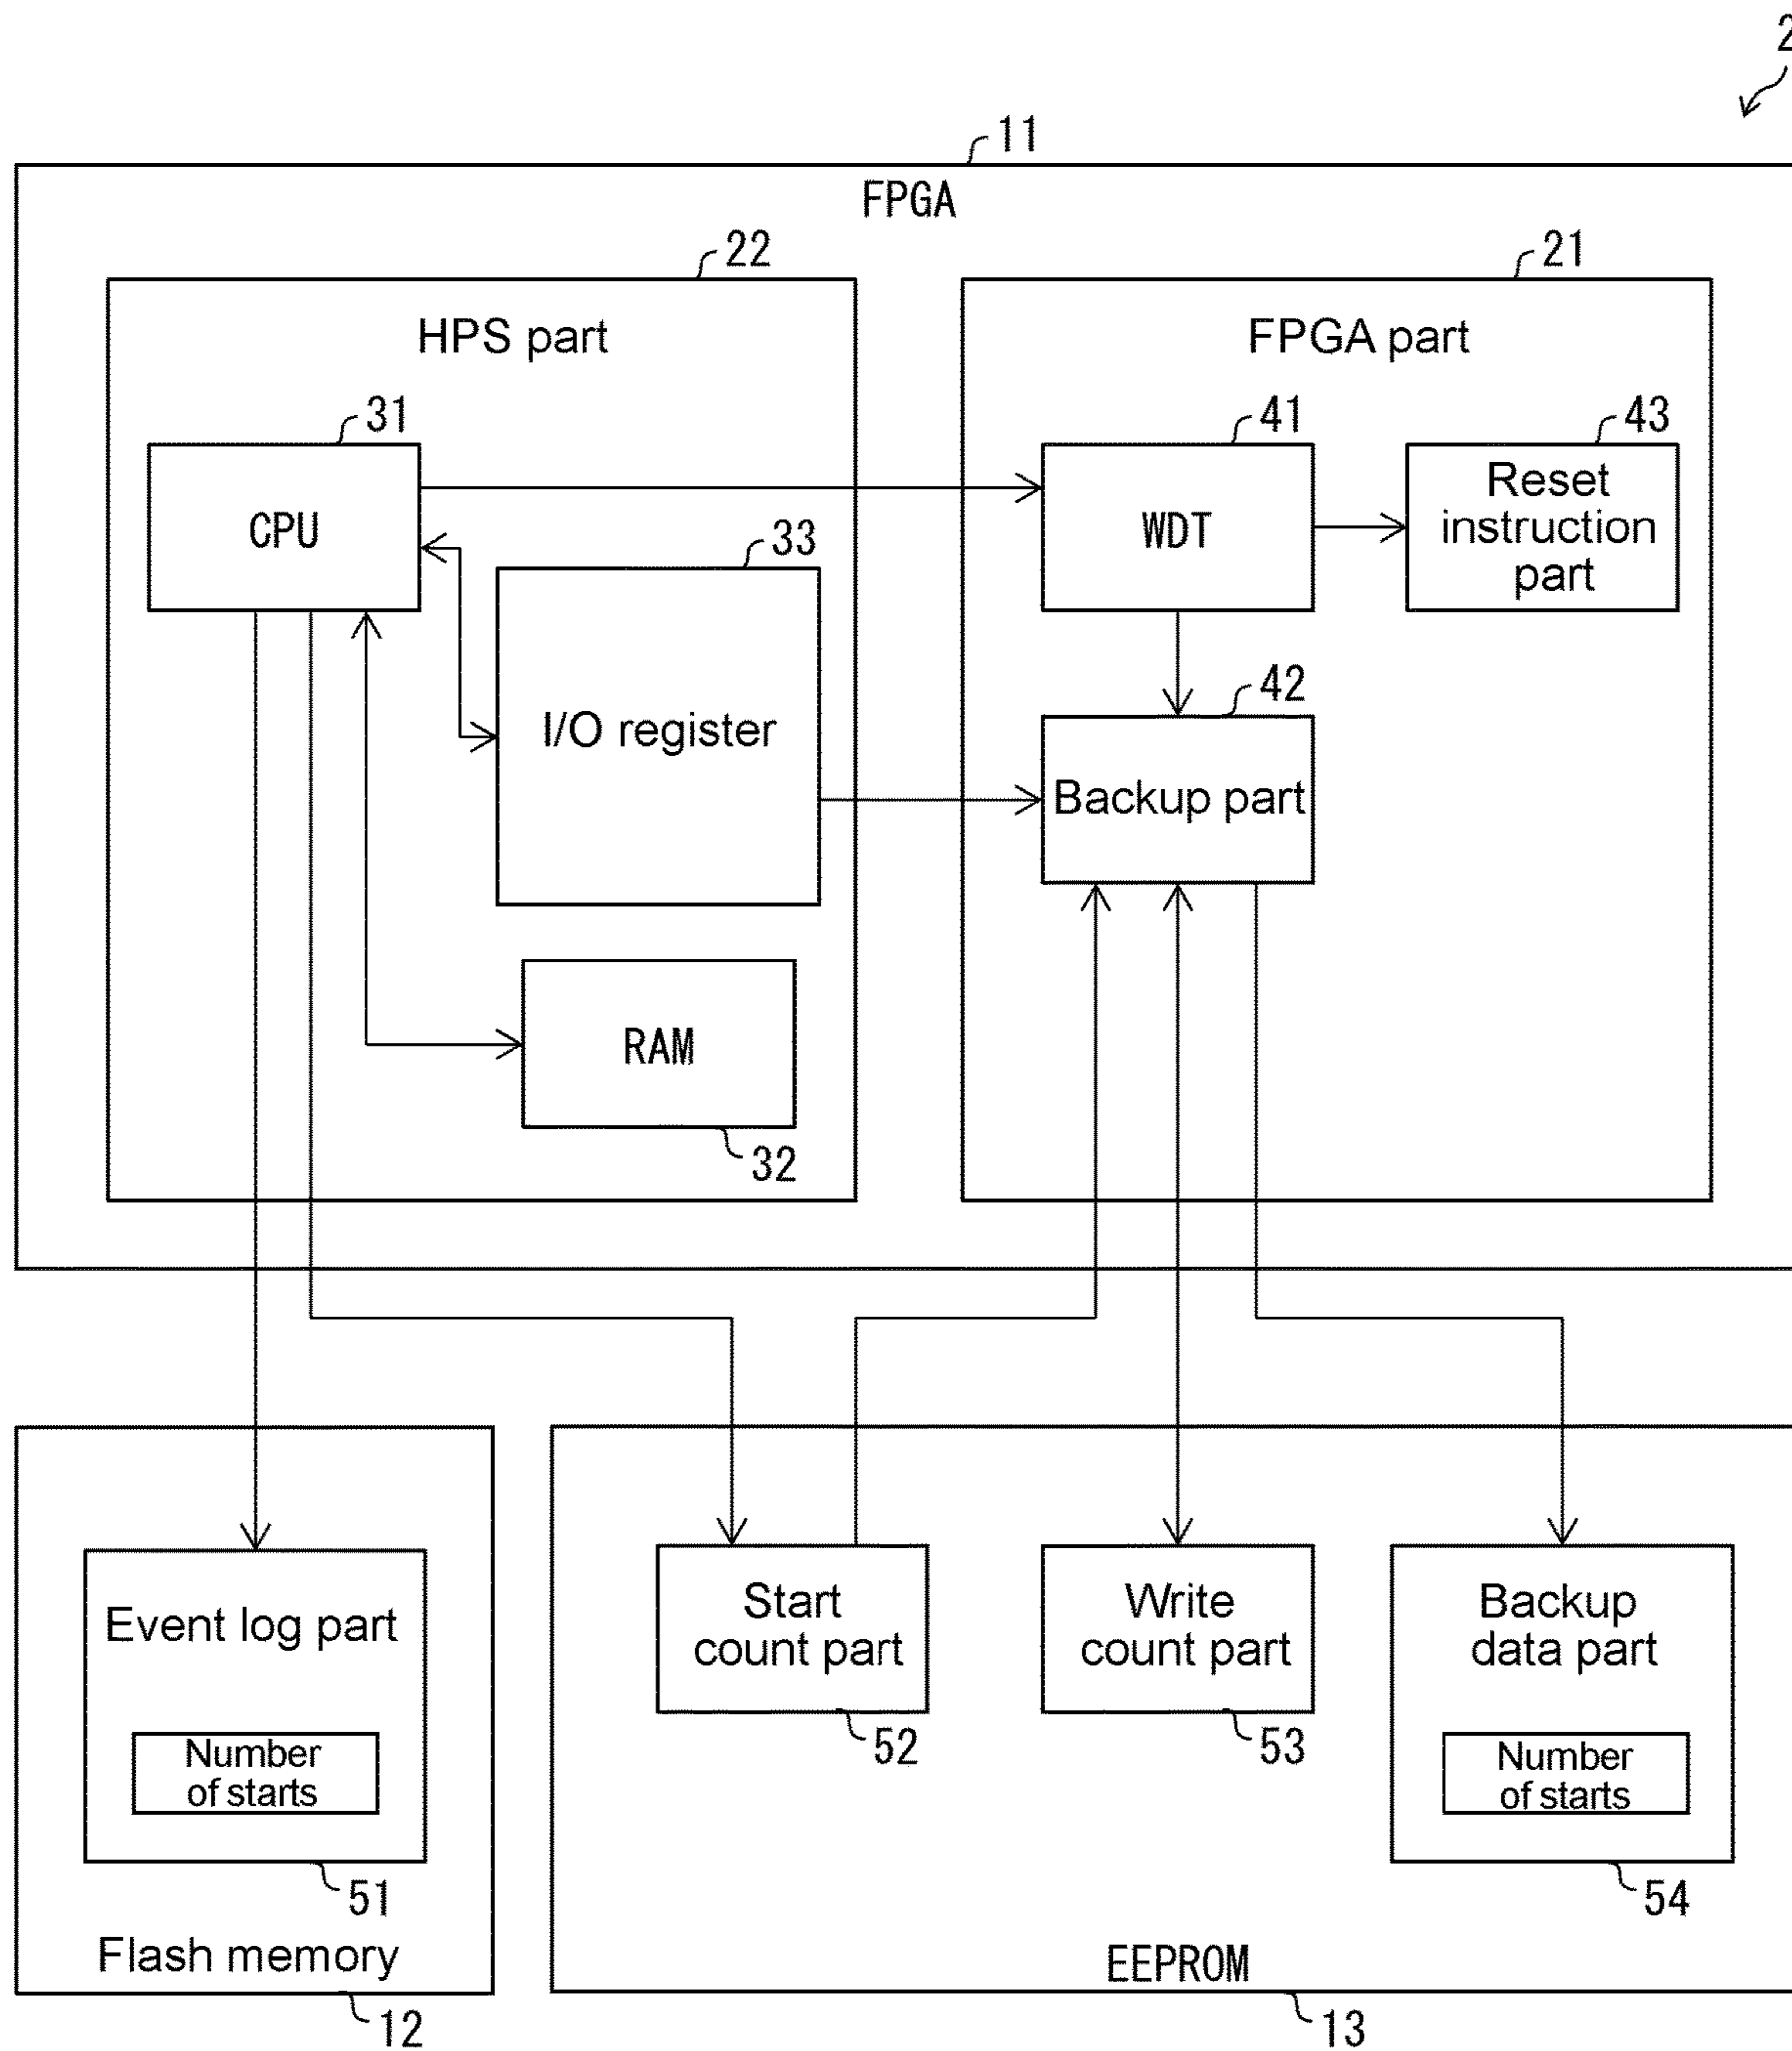 2
11
FPGA
22
21
HPS part
FPGA part
31
41
43
CPU
WDT
Reset
instruction
part
33
I/O register
42
Backup part
RAM
32
Event log part
Number
of starts
51
Flash memory
12
Start
count part
52
Write
count part
53
Backup
data part
Number
of starts
54
EEPROM
13